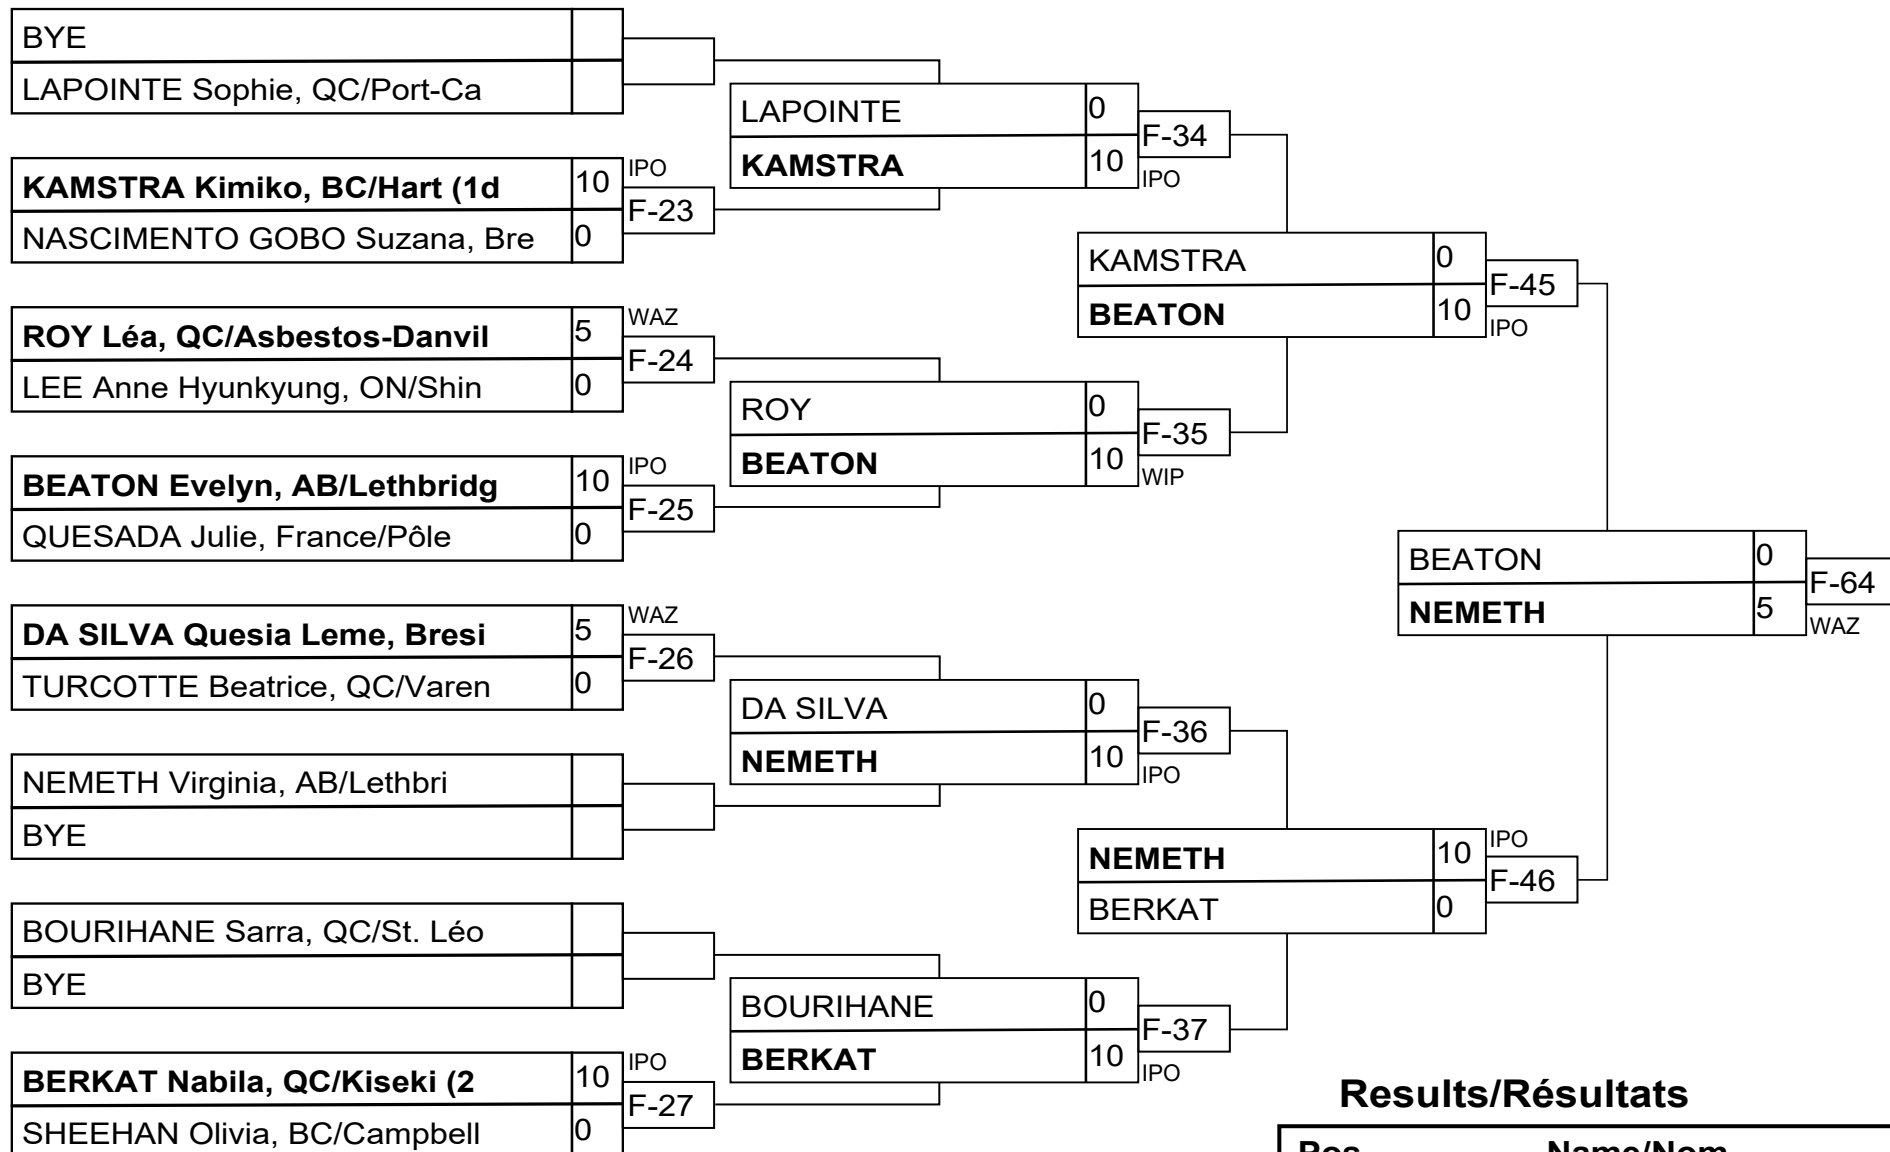 BYE
LAPOINTE Sophie, QC/Port-Ca
KAMSTRA Kimiko, BC/Hart (1d 10 IPO
F-23
NASCIMENTO GOBO Suzana, Bre 0
ROY Léa, QC/Asbestos-Danvil 5 WAZ
F-24
LEE Anne Hyunkyung, ON/Shin 0
BEATON Evelyn, AB/Lethbridg 10 IPO
F-25
QUESADA Julie, France/Pôle 0
DA SILVA Quesia Leme, Bresi 5 WAZ
F-26
TURCOTTE Beatrice, QC/Varen 0
NEMETH Virginia, AB/Lethbri
BYE
BOURIHANE Sarra, QC/St. Léo
BYE
BERKAT Nabila, QC/Kiseki (2 10 IPO
F-27
SHEEHAN Olivia, BC/Campbell 0
LAPOINTE 0
F-34
KAMSTRA 10 IPO
ROY 0
F-35
BEATON 10 WIP
DA SILVA 0
F-36
NEMETH 10 IPO
BOURIHANE 0
F-37
BERKAT 10 IPO
KAMSTRA 0
F-45
BEATON 10 IPO
NEMETH 10 IPO
F-46
BERKAT 0
BEATON 0
F-64
NEMETH 5 WAZ
Results/Résultats
Pos Name/Nom